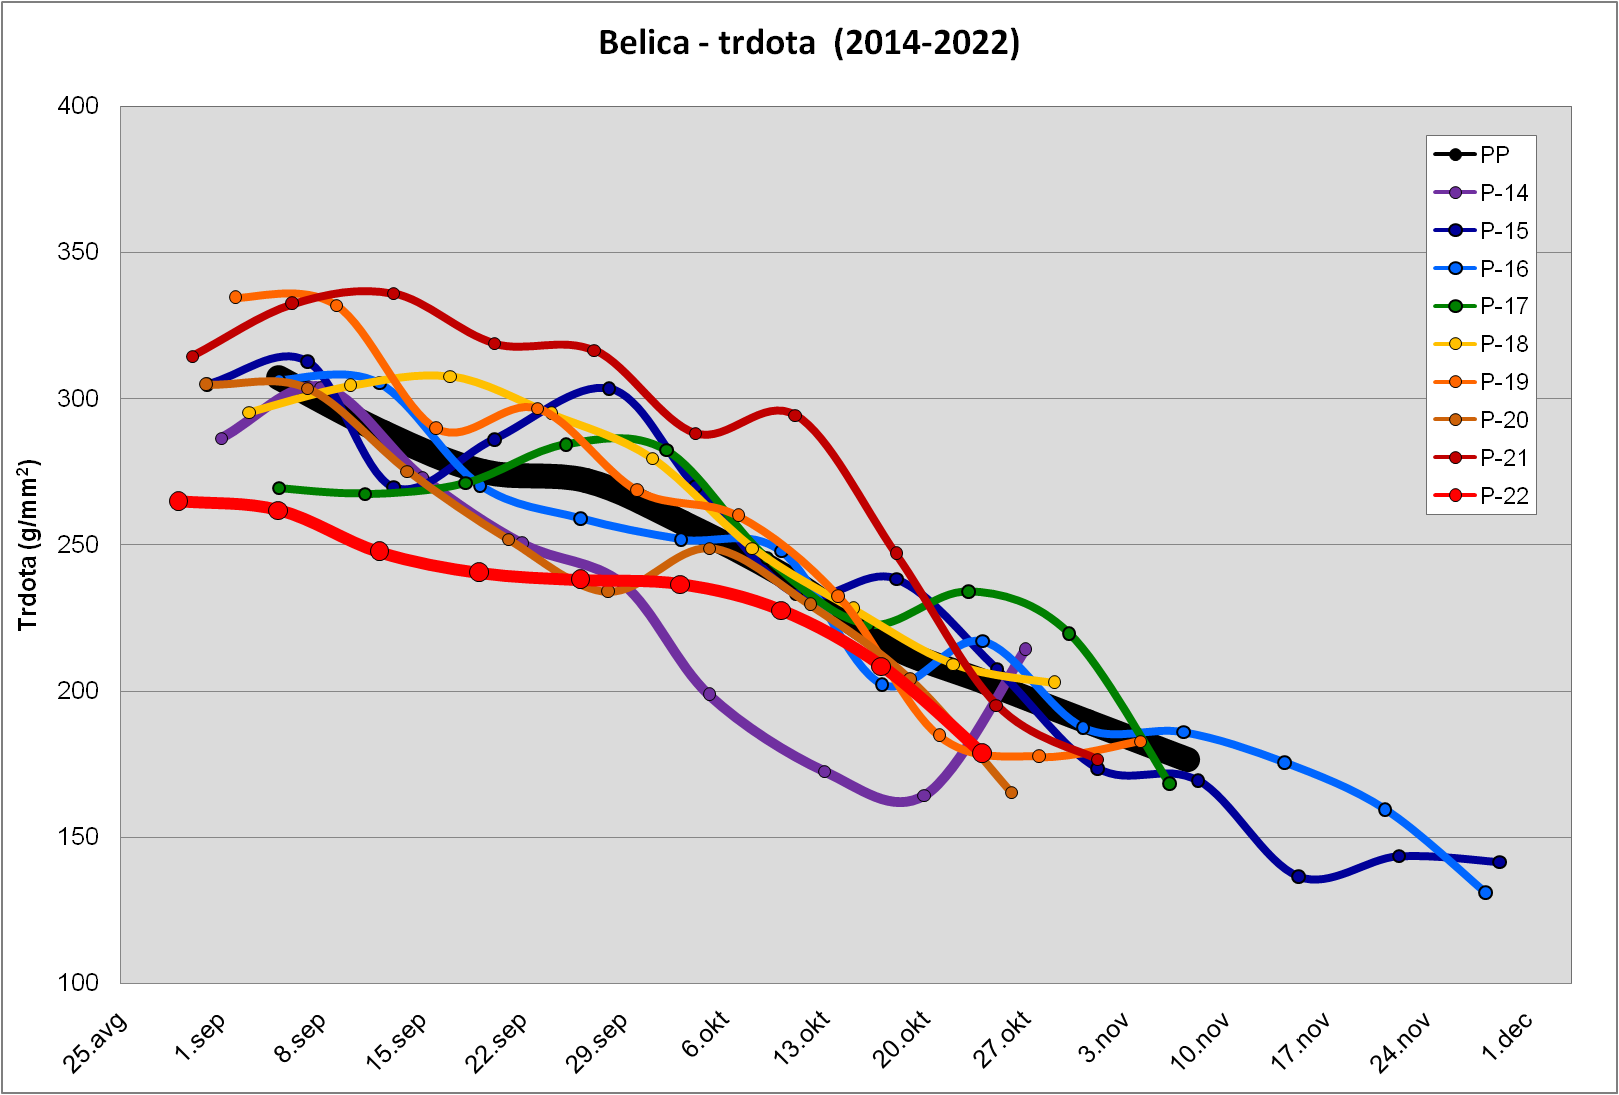 Belica - trdota  (2014-2022)
400
350
300
250
200
150
100
Trdota (g/mm²)
25.avg
1.sep
8.sep
15.sep
22.sep
29.sep
6.okt
13.okt
20.okt
27.okt
3.nov
10.nov
17.nov
24.nov
1.dec
PP
P-14
P-15
P-16
P-17
P-18
P-19
P-20
P-21
P-22